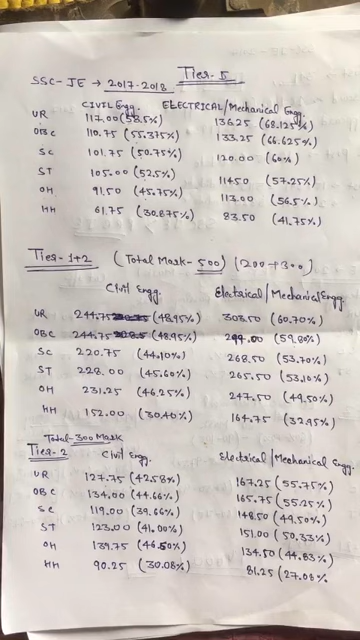 Tier-I
SSC-JE → 2017-2018
CIVIL Engg. ELECTRICAL/Mechanical Engg.
UR 117.00 (58.5%) 136.25 (68.125%)
OBC 110.75 (55.375%) 133.25 (66.625%)
SC 101.75 (50.75%) 120.00 (60%)
ST 105.00 (52.5%) 114.50 (57.25%)
OH 91.50 (45.75%) 113.00 (56.5%)
HH 61.75 (30.875%) 83.50 (41.75%)
Tier-1+2 (Total Mark-500) (200+300)
Civil Engg. Electrical/Mechanical Engg.
UR 244.75 (48.95%) 303.50 (60.70%)
OBC 244.75 (48.95%) 299.00 (59.80%)
SC 220.75 (44.10%) 268.50 (53.70%)
ST 228.00 (45.60%) 265.50 (53.10%)
OH 231.25 (46.25%) 247.50 (49.50%)
HH 152.00 (30.40%) 164.75 (32.95%)
Total-300 Mark
Tier-2 Civil Engg. Electrical/Mechanical Engg.
UR 127.75 (42.58%) 167.25 (55.75%)
OBC 134.00 (44.66%) 165.75 (55.25%)
SC 119.00 (39.66%) 148.50 (49.50%)
ST 123.00 (41.00%) 151.00 (50.33%)
OH 139.75 (46.50%) 134.50 (44.83%)
HH 90.25 (30.08%) 81.25 (27.08%